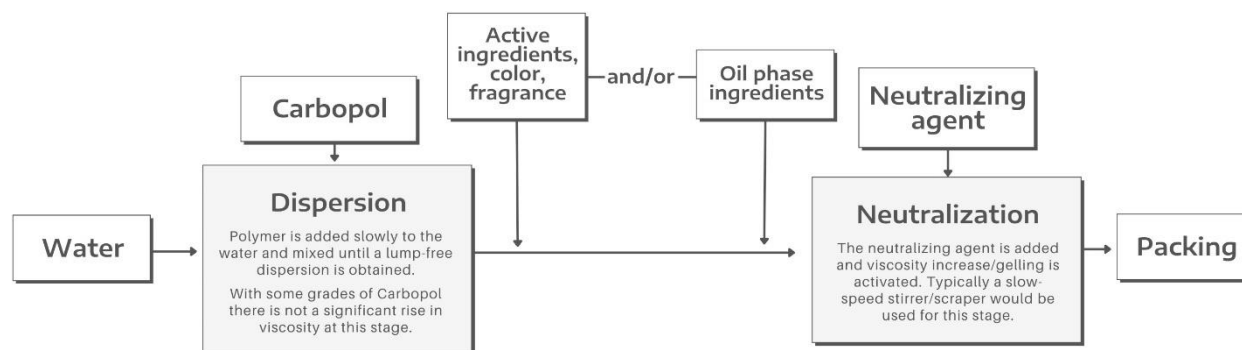 Water
Carbopol
Dispersion
Polymer is added slowly to the
water and mixed until a lump-free
dispersion is obtained.
With some grades of Carbopol
there is not a significant rise in
viscosity at this stage.
Active
ingredients,
color,
fragrance
and/or
Oil phase
ingredients
Neutralizing
agent
Neutralization
The neutralizing agent is added
and viscosity increase/gelling is
activated. Typically a slow-
speed stirrer/scraper would be
used for this stage.
Packing